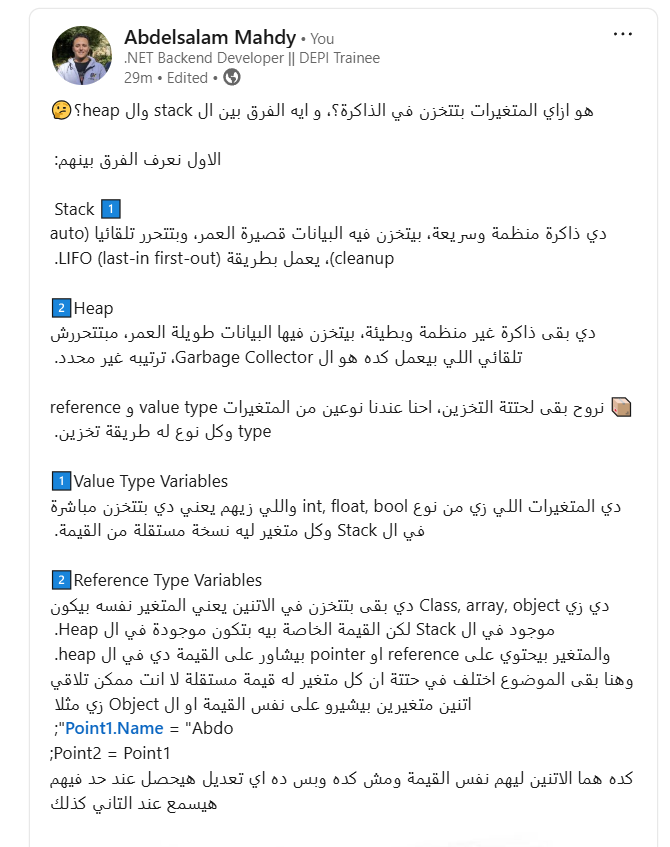 Abdelsalam Mahdy • You
.NET Backend Developer || DEPI Trainee
29m • Edited •
هو ازاي المتغيرات بتتخزن في الذاكرة؟، و ايه الفرق بين ال stack وال heap؟🤔
الاول نعرف الفرق بينهم:
1️⃣ Stack
دي ذاكرة منظمة وسريعة، بيتخزن فيه البيانات قصيرة العمر، وبتتحرر تلقائيا (auto
cleanup)، يعمل بطريقة LIFO (last-in first-out).
2️⃣Heap
دي بقى ذاكرة غير منظمة وبطيئة، بيتخزن فيها البيانات طويلة العمر، مبتتحررش
تلقائي اللي بيعمل كده هو ال Garbage Collector، ترتيبه غير محدد.
📦 نروح بقى لحتتة التخزين، احنا عندنا نوعين من المتغيرات value type و reference
type وكل نوع له طريقة تخزين.
1️⃣Value Type Variables
دي المتغيرات اللي زي من نوع int, float, bool واللي زيهم يعني دي بتتخزن مباشرة
في ال Stack وكل متغير ليه نسخة مستقلة من القيمة.
2️⃣Reference Type Variables
دي زي Class, array, object دي بقى بتتخزن في الاتنين يعني المتغير نفسه بيكون
موجود في ال Stack لكن القيمة الخاصة بيه بتكون موجودة في ال Heap.
والمتغير بيحتوي على reference او pointer بيشاور على القيمة دي في ال heap.
وهنا بقى الموضوع اختلف في حتتة ان كل متغير له قيمة مستقلة لا انت ممكن تلاقي
اتنين متغيرين بيشيرو على نفس القيمة او ال Object زي مثلا
Point1.Name = "Abdo";
Point2 = Point1;
كده هما الاتنين ليهم نفس القيمة ومش كده وبس ده اي تعديل هيحصل عند حد فيهم
هيسمع عند التاني كذلك